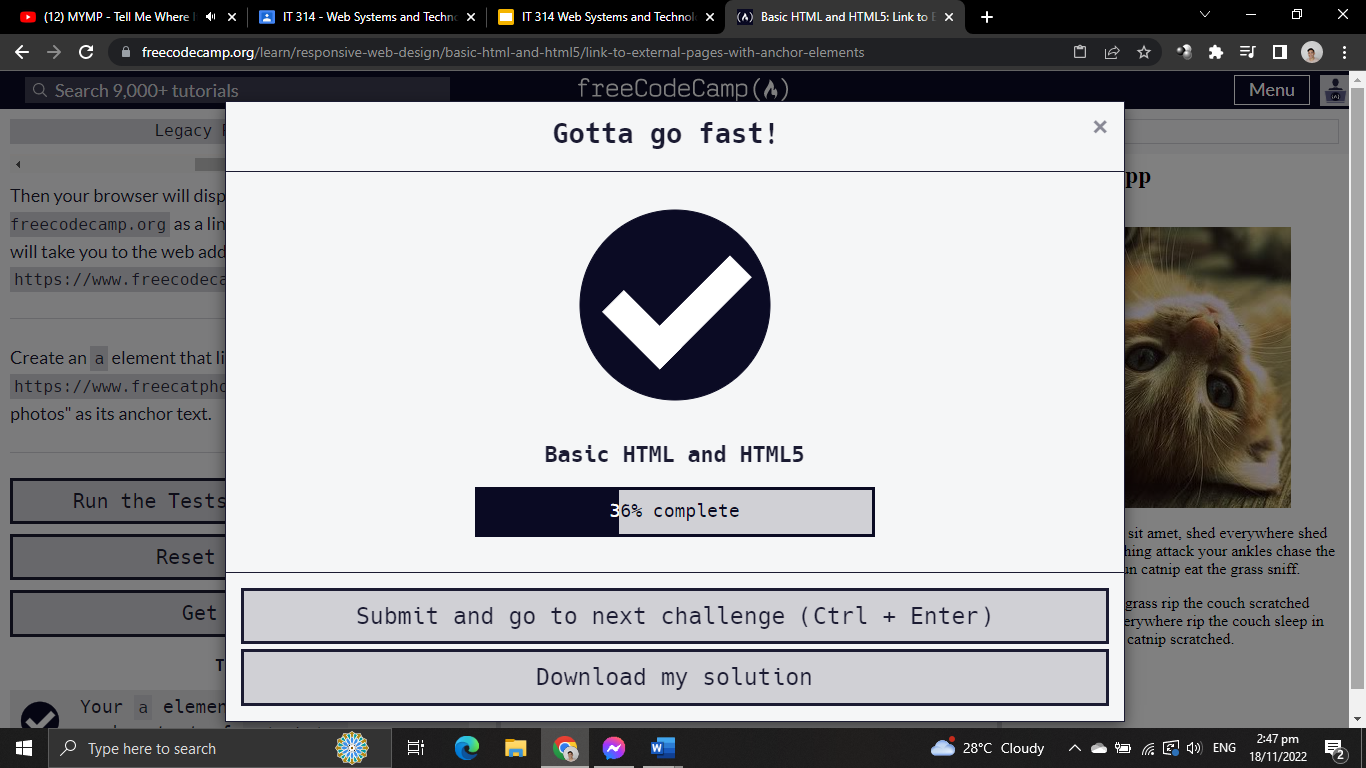 (12) MYMP - Tell Me Where
IT 314 - Web Systems and Techno
IT 314 Web Systems and Technolo
Basic HTML and HTML5: Link to E
freecodecamp.org/learn/responsive-web-design/basic-html-and-html5/link-to-external-pages-with-anchor-elements
Search 9,000+ tutorials
freeCodeCamp
Menu
Legacy
Gotta go fast!
Then your browser will disp
freecodecamp.org as a lin
will take you to the web add
https://www.freecodeca
Create an a element that li
https://www.freecatpho
photos" as its anchor text.
Run the Tests
Reset
Get
Your a elemen
Basic HTML and HTML5
36% complete
Submit and go to next challenge (Ctrl + Enter)
Download my solution
pp
sit amet, shed everywhere shed
hing attack your ankles chase the
un catnip eat the grass sniff.
grass rip the couch scratched
erywhere rip the couch sleep in
catnip scratched.
Type here to search
28°C Cloudy
ENG
2:47 pm
18/11/2022
2